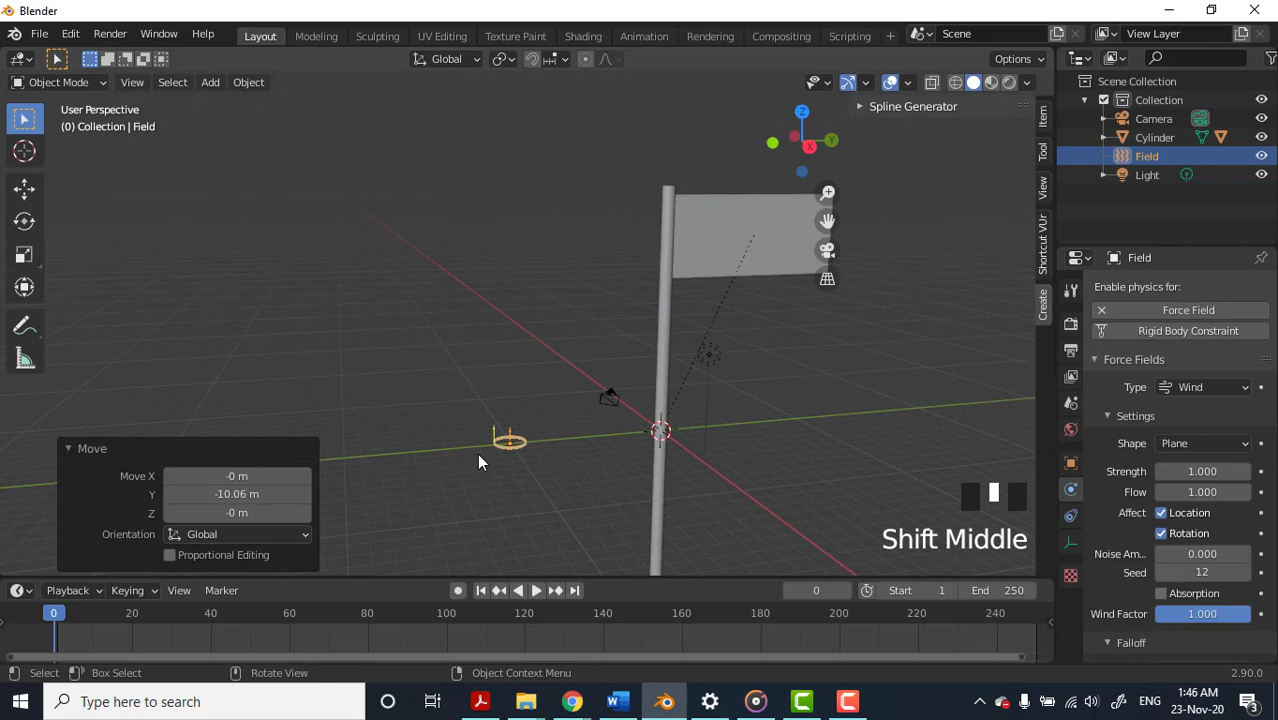 Blender
File Edit Render Window Help Layout Modeling Sculpting UV Editing Texture Paint Shading Animation Rendering Compositing Scripting + Scene View Layer
Global Options
Object Mode View Select Add Object
User Perspective
(0) Collection | Field
Spline Generator
Z
Y
X
Item
Tool
View
Shortcut VUr
Create
Scene Collection
Collection
Camera
Cylinder
Field
Light
Field
Enable physics for:
Force Field
Rigid Body Constraint
Force Fields
Type Wind
Settings
Shape Plane
Strength 1.000
Flow 1.000
Affect Location
Rotation
Noise Am... 0.000
Seed 12
Absorption
Wind Factor 1.000
Falloff
Move
Move X -0 m
Y -10.06 m
Z -0 m
Orientation Global
Proportional Editing
Shift Middle
Playback Keying View Marker 0 Start 1 End 250
0 20 40 60 80 100 120 140 160 180 200 220 240
Select Box Select Rotate View Object Context Menu 2.90.0
Type here to search
ENG
1:46 AM
23-Nov-20
3